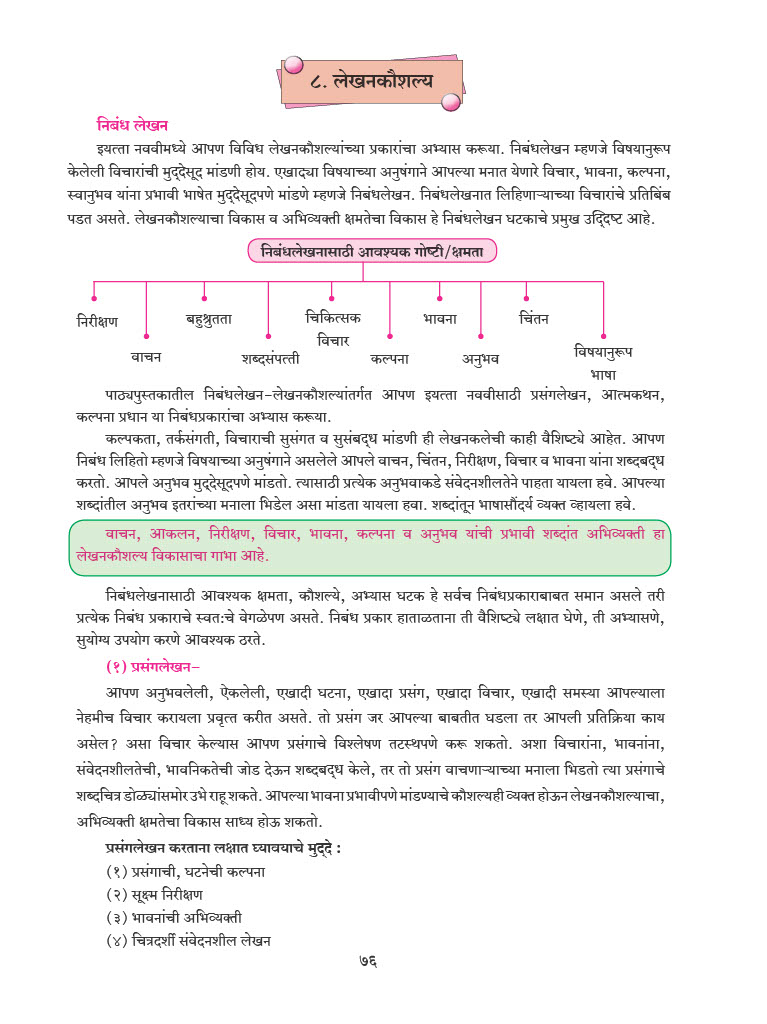 ८. लेखनकौशल्य
निबंध लेखन
इयत्ता नववीमध्ये आपण विविध लेखनकौशल्यांच्या प्रकारांचा अभ्यास करूया. निबंधलेखन म्हणजे विषयानुरूप
केलेली विचारांची मुद्देसूद मांडणी होय. एखाद्या विषयाच्या अनुषंगाने आपल्या मनात येणारे विचार, भावना, कल्पना,
स्वानुभव यांना प्रभावी भाषेत मुद्देसूदपणे मांडणे म्हणजे निबंधलेखन. निबंधलेखनात लिहिणाऱ्याच्या विचारांचे प्रतिबिंब
पडत असते. लेखनकौशल्याचा विकास व अभिव्यक्ती क्षमतेचा विकास हे निबंधलेखन घटकाचे प्रमुख उद्दिष्ट आहे.
निबंधलेखनासाठी आवश्यक गोष्टी/क्षमता
निरीक्षण
वाचन
बहुश्रुतता
शब्दसंपत्ती
चिकित्सक
विचार
कल्पना
भावना
अनुभव
चिंतन
विषयानुरूप
भाषा
पाठ्यपुस्तकातील निबंधलेखन-लेखनकौशल्यांतर्गत आपण इयत्ता नववीसाठी प्रसंगलेखन, आत्मकथन,
कल्पना प्रधान या निबंधप्रकारांचा अभ्यास करूया.
कल्पकता, तर्कसंगती, विचाराची सुसंगत व सुसंबद्ध मांडणी ही लेखनकलेची काही वैशिष्ट्ये आहेत. आपण
निबंध लिहितो म्हणजे विषयाच्या अनुषंगाने असलेले आपले वाचन, चिंतन, निरीक्षण, विचार व भावना यांना शब्दबद्ध
करतो. आपले अनुभव मुद्देसूदपणे मांडतो. त्यासाठी प्रत्येक अनुभवाकडे संवेदनशीलतेने पाहता यायला हवे. आपल्या
शब्दांतील अनुभव इतरांच्या मनाला भिडेल असा मांडता यायला हवा. शब्दांतून भाषासौंदर्य व्यक्त व्हायला हवे.
वाचन, आकलन, निरीक्षण, विचार, भावना, कल्पना व अनुभव यांची प्रभावी शब्दांत अभिव्यक्ती हा
लेखनकौशल्य विकासाचा गाभा आहे.
निबंधलेखनासाठी आवश्यक क्षमता, कौशल्ये, अभ्यास घटक हे सर्वच निबंधप्रकाराबाबत समान असले तरी
प्रत्येक निबंध प्रकाराचे स्वतःचे वेगळेपण असते. निबंध प्रकार हाताळताना ती वैशिष्ट्ये लक्षात घेणे, ती अभ्यासणे,
सुयोग्य उपयोग करणे आवश्यक ठरते.
(१) प्रसंगलेखन–
आपण अनुभवलेली, ऐकलेली, एखादी घटना, एखादा प्रसंग, एखादा विचार, एखादी समस्या आपल्याला
नेहमीच विचार करायला प्रवृत्त करीत असते. तो प्रसंग जर आपल्या बाबतीत घडला तर आपली प्रतिक्रिया काय
असेल? असा विचार केल्यास आपण प्रसंगाचे विश्लेषण तटस्थपणे करू शकतो. अशा विचारांना, भावनांना,
संवेदनशीलतेची, भावनिकतेची जोड देऊन शब्दबद्ध केले, तर तो प्रसंग वाचणाऱ्याच्या मनाला भिडतो त्या प्रसंगाचे
शब्दचित्र डोळ्यांसमोर उभे राहू शकते. आपल्या भावना प्रभावीपणे मांडण्याचे कौशल्यही व्यक्त होऊन लेखनकौशल्याचा,
अभिव्यक्ती क्षमतेचा विकास साध्य होऊ शकतो.
प्रसंगलेखन करताना लक्षात घ्यावयाचे मुद्दे :
(१) प्रसंगाची, घटनेची कल्पना
(२) सूक्ष्म निरीक्षण
(३) भावनांची अभिव्यक्ती
(४) चित्रदर्शी संवेदनशील लेखन
७६